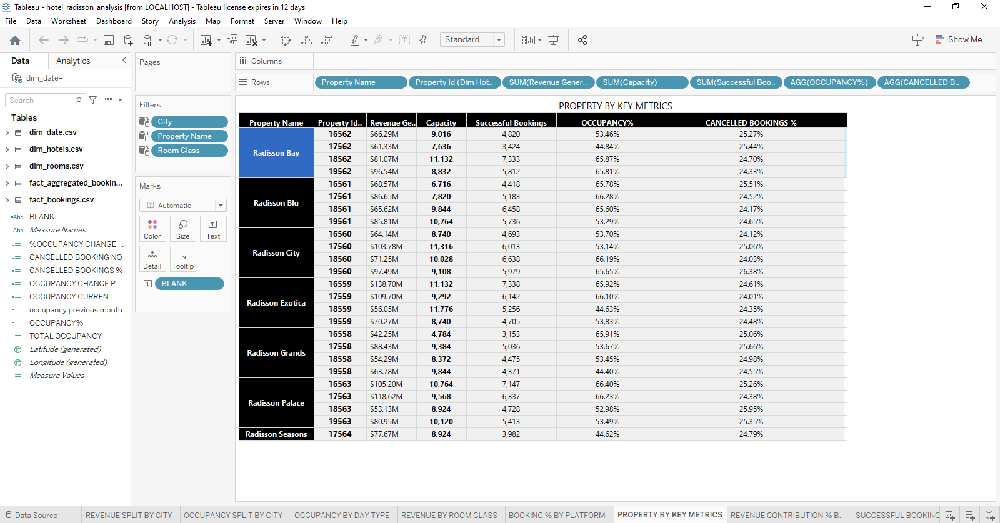 Tableau - hotel_radisson_analysis [from LOCALHOST] - Tableau license expires in 12 days
File Data Worksheet Dashboard Story Analysis Map Format Server Window Help
Standard
Show Me
Data Analytics
dim_date+
Search
Tables
dim_date.csv
dim_hotels.csv
dim_rooms.csv
fact_aggregated_bookin...
fact_bookings.csv
=Abc BLANK
Abc Measure Names
%OCCUPANCY CHANGE ...
CANCELLED BOOKING NO
CANCELLED BOOKINGS %
OCCUPANCY CHANGE P...
OCCUPANCY CURRENT ...
occupancy previous month
OCCUPANCY%
TOTAL OCCUPANCY
Latitude (generated)
Longitude (generated)
Measure Values
Pages
Filters
City
Property Name
Room Class
Marks
Automatic
Color Size Text
Detail Tooltip
BLANK
Columns
Rows Property Name Property Id (Dim Hot.. SUM(Revenue Gener.. SUM(Capacity) SUM(Successful Boo.. AGG(OCCUPANCY%) AGG(CANCELLED B..
PROPERTY BY KEY METRICS
Property Name Property Id.. Revenue Ge.. Capacity Successful Bookings OCCUPANCY% CANCELLED BOOKINGS %
Radisson Bay 16562 $66.29M 9,016 4,820 53.46% 25.27%
17562 $61.33M 7,636 3,424 44.84% 25.44%
18562 $81.07M 11,132 7,333 65.87% 24.70%
19562 $96.54M 8,832 5,812 65.81% 24.33%
Radisson Blu 16561 $68.57M 6,716 4,418 65.78% 25.51%
17561 $86.65M 7,820 5,183 66.28% 24.52%
18561 $65.62M 9,844 6,458 65.60% 24.17%
19561 $85.81M 10,764 5,736 53.29% 24.65%
Radisson City 16560 $64.14M 8,740 4,693 53.70% 24.12%
17560 $103.78M 11,316 6,013 53.14% 25.06%
18560 $71.25M 10,028 6,638 66.19% 24.03%
19560 $97.49M 9,108 5,979 65.65% 26.38%
Radisson Exotica 16559 $138.70M 11,132 7,338 65.92% 24.61%
17559 $109.70M 9,292 6,142 66.10% 24.01%
18559 $56.05M 11,776 5,256 44.63% 24.35%
19559 $70.27M 8,740 4,705 53.83% 24.48%
Radisson Grands 16558 $42.25M 4,784 3,153 65.91% 25.06%
17558 $88.43M 9,384 5,036 53.67% 25.66%
18558 $54.29M 8,372 4,475 53.45% 24.98%
19558 $63.78M 9,844 4,371 44.40% 24.55%
Radisson Palace 16563 $105.20M 10,764 7,147 66.40% 25.26%
17563 $118.62M 9,568 6,337 66.23% 24.38%
18563 $53.13M 8,924 4,728 52.98% 25.95%
19563 $80.95M 10,120 5,413 53.49% 25.35%
Radisson Seasons 17564 $77.67M 8,924 3,982 44.62% 24.79%
Data Source REVENUE SPLIT BY CITY OCCUPANCY SPLIT BY CITY OCCUPANCY BY DAY TYPE REVENUE BY ROOM CLASS BOOKING % BY PLATFORM PROPERTY BY KEY METRICS REVENUE CONTRIBUTION % B... SUCCESSFUL BOOKING